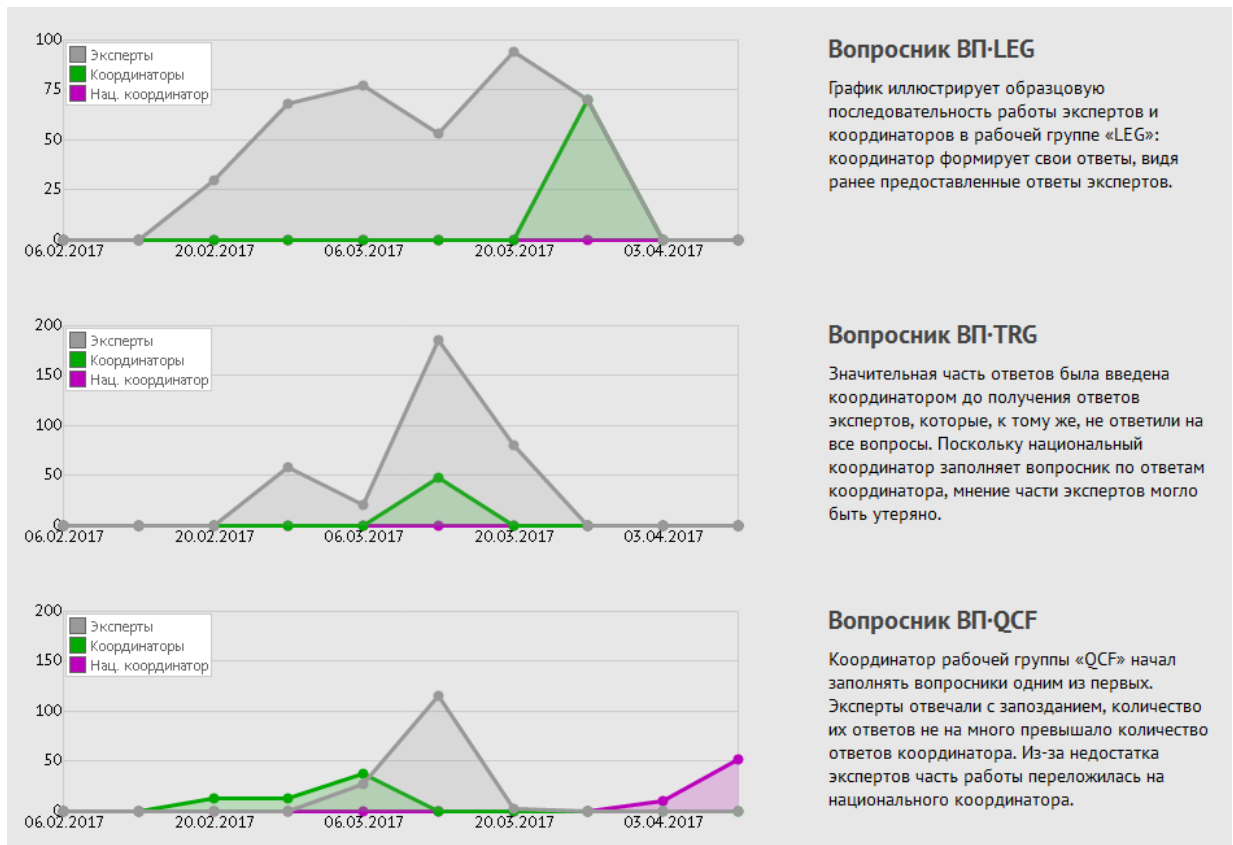 100
75
50
25
0
Эксперты
Координаторы
Нац. координатор
06.02.2017
20.02.2017
06.03.2017
20.03.2017
03.04.2017
Вопросник ВП·LEG
График иллюстрирует образцовую
последовательность работы экспертов и
координаторов в рабочей группе «LEG»:
координатор формирует свои ответы, видя
ранее предоставленные ответы экспертов.
200
150
100
50
0
Эксперты
Координаторы
Нац. координатор
06.02.2017
20.02.2017
06.03.2017
20.03.2017
03.04.2017
Вопросник ВП·TRG
Значительная часть ответов была введена
координатором до получения ответов
экспертов, которые, к тому же, не ответили на
все вопросы. Поскольку национальный
координатор заполняет вопросник по ответам
координатора, мнение части экспертов могло
быть утеряно.
200
150
100
50
0
Эксперты
Координаторы
Нац. координатор
06.02.2017
20.02.2017
06.03.2017
20.03.2017
03.04.2017
Вопросник ВП·QCF
Координатор рабочей группы «QCF» начал
заполнять вопросники одним из первых.
Эксперты отвечали с запозданием, количество
их ответов не на много превышало количество
ответов координатора. Из-за недостатка
экспертов часть работы переложилась на
национального координатора.